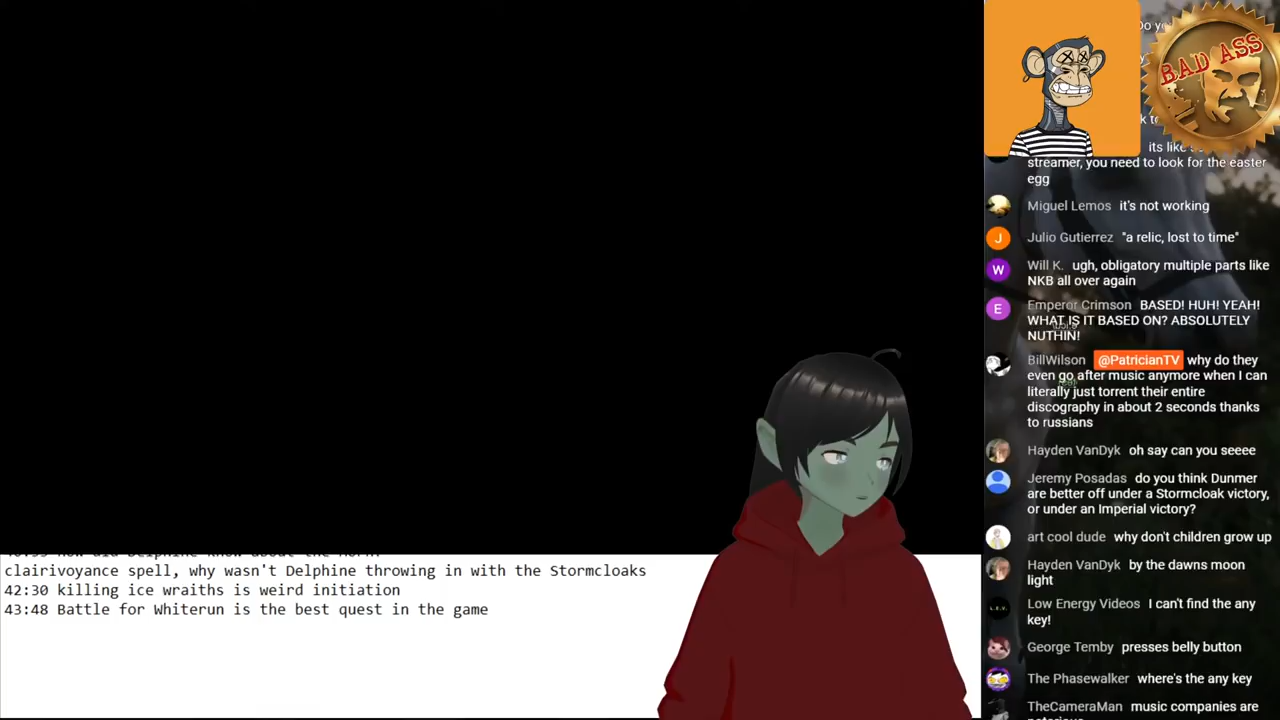 clairivoyance spell, why wasn't Delphine throwing in with the Stormcloaks
42:30 killing ice wraiths is weird initiation
43:48 Battle for Whiterun is the best quest in the game
BAD ASS
streamer, you need to look for the easter
egg
Miguel Lemos it's not working
J
Julio Gutierrez "a relic, lost to time"
W
Will K. ugh, obligatory multiple parts like
NKB all over again
E
Emperor Crimson BASED! HUH! YEAH!
WHAT IS IT BASED ON? ABSOLUTELY
NUTHIN!
BillWilson @PatricianTV why do they
even go after music anymore when I can
literally just torrent their entire
discography in about 2 seconds thanks
to russians
Hayden VanDyk oh say can you seeee
Jeremy Posadas do you think Dunmer
are better off under a Stormcloak victory,
or under an Imperial victory?
art cool dude why don't children grow up
Hayden VanDyk by the dawns moon
light
L.E.V.
Low Energy Videos I can't find the any
key!
George Temby presses belly button
The Phasewalker where's the any key
TheCameraMan music companies are